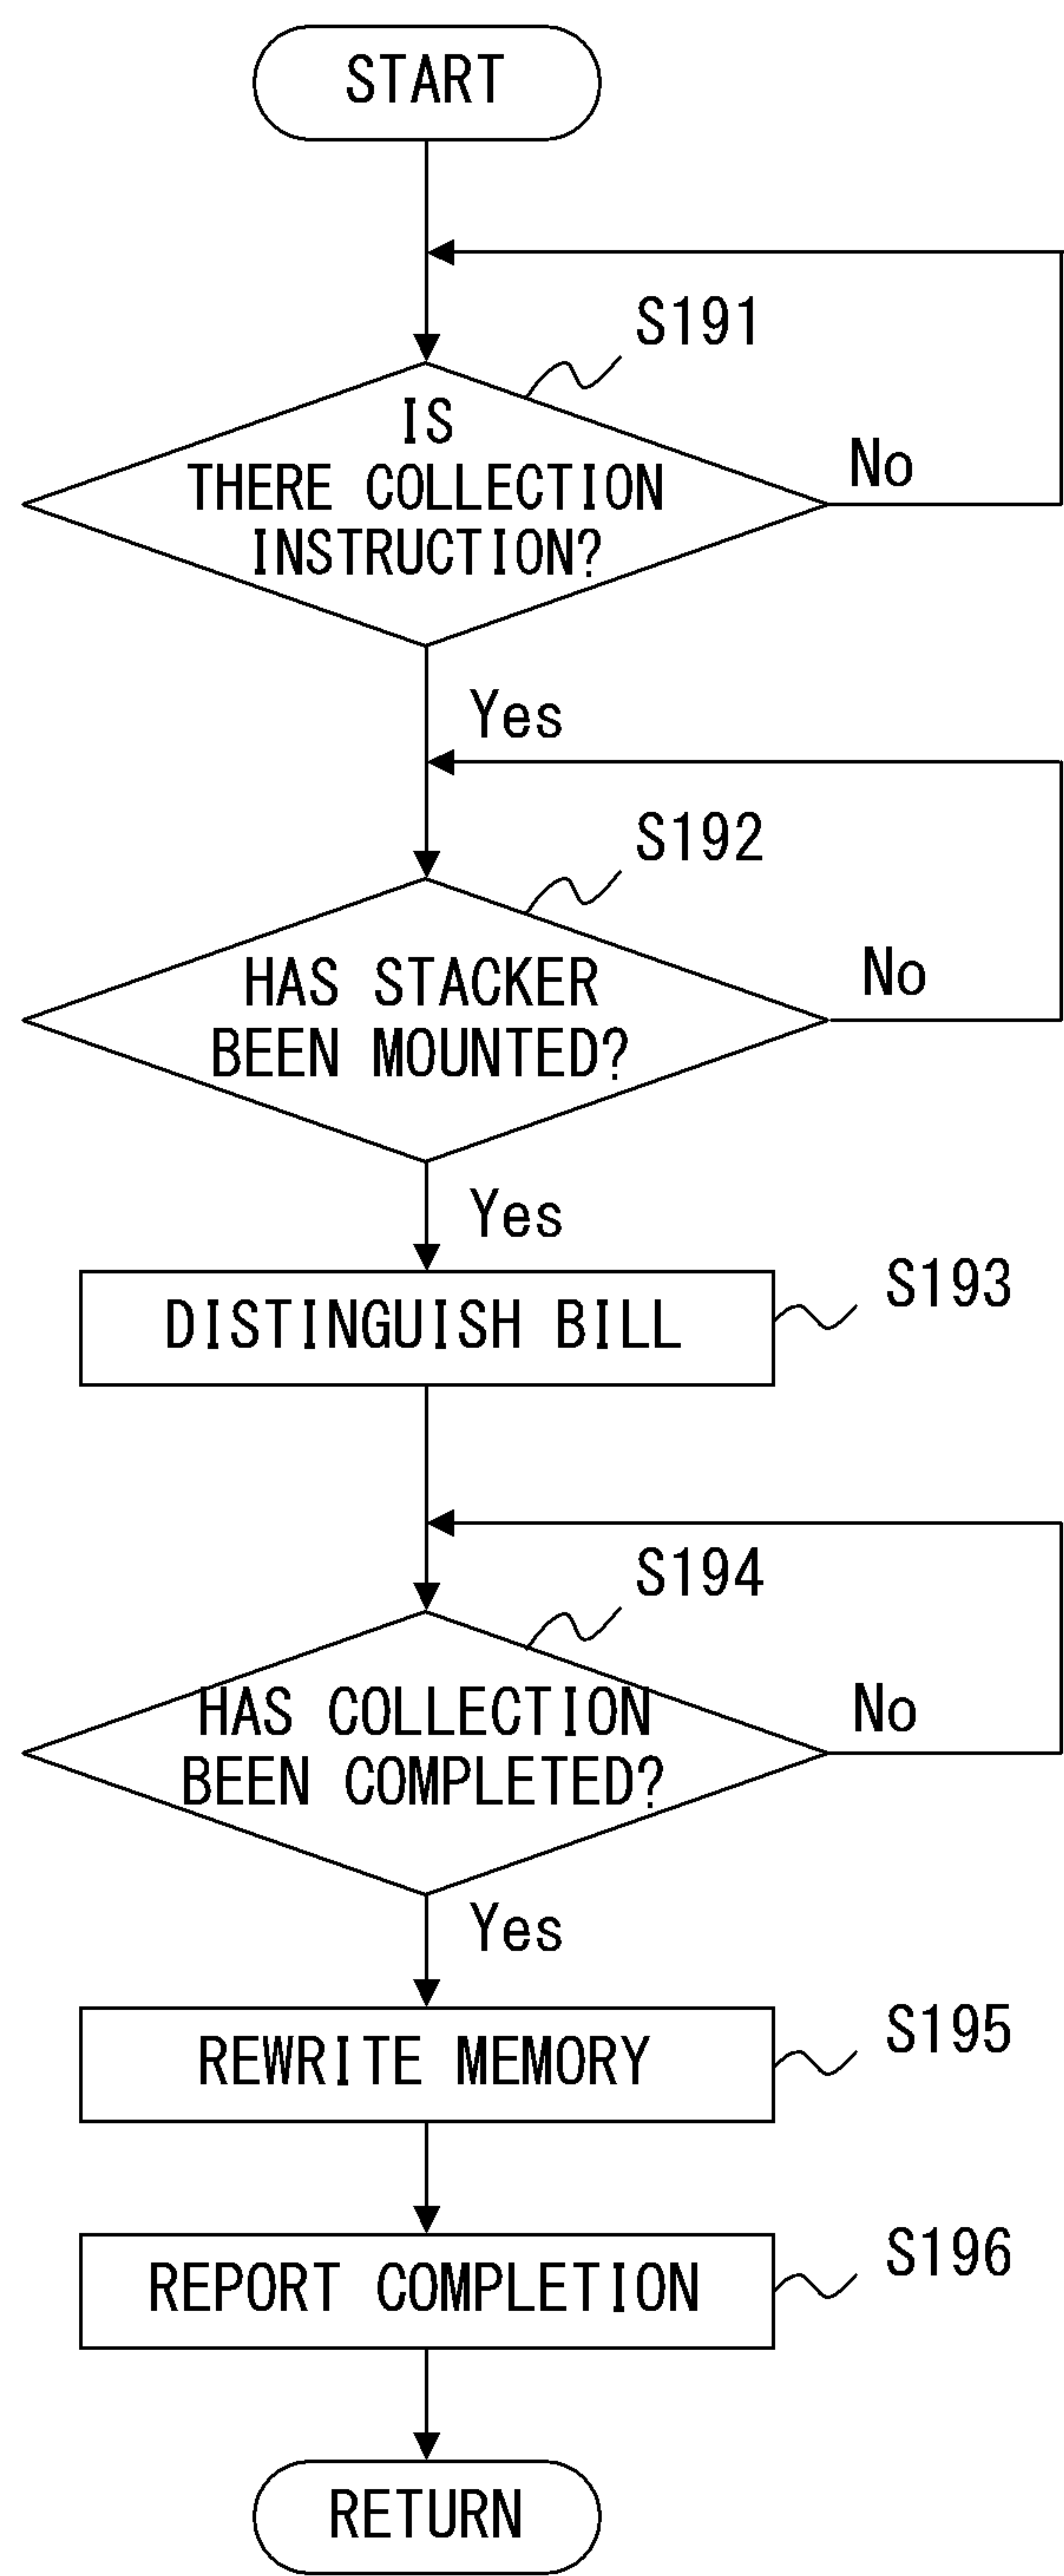 START
S191
IS
THERE COLLECTION
INSTRUCTION?
No
Yes
S192
HAS STACKER
BEEN MOUNTED?
No
Yes
S193
DISTINGUISH BILL
S194
HAS COLLECTION
BEEN COMPLETED?
No
Yes
S195
REWRITE MEMORY
S196
REPORT COMPLETION
RETURN